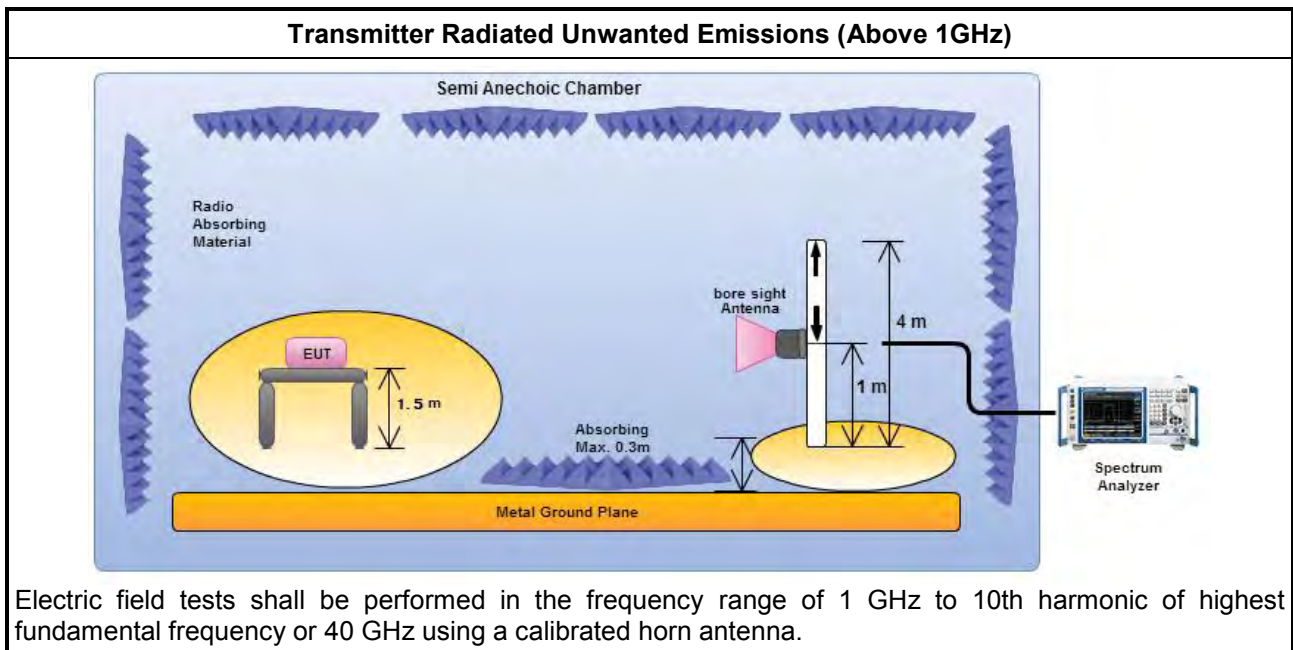 Transmitter Radiated Unwanted Emissions (Above 1GHz)
Semi Anechoic Chamber
Radio
Absorbing
Material
bore sight
Antenna
4 m
EUT
1.5 m
1 m
Absorbing
Max. 0.3m
Spectrum
Analyzer
Metal Ground Plane
Electric field tests shall be performed in the frequency range of 1 GHz to 10th harmonic of highest
fundamental frequency or 40 GHz using a calibrated horn antenna.